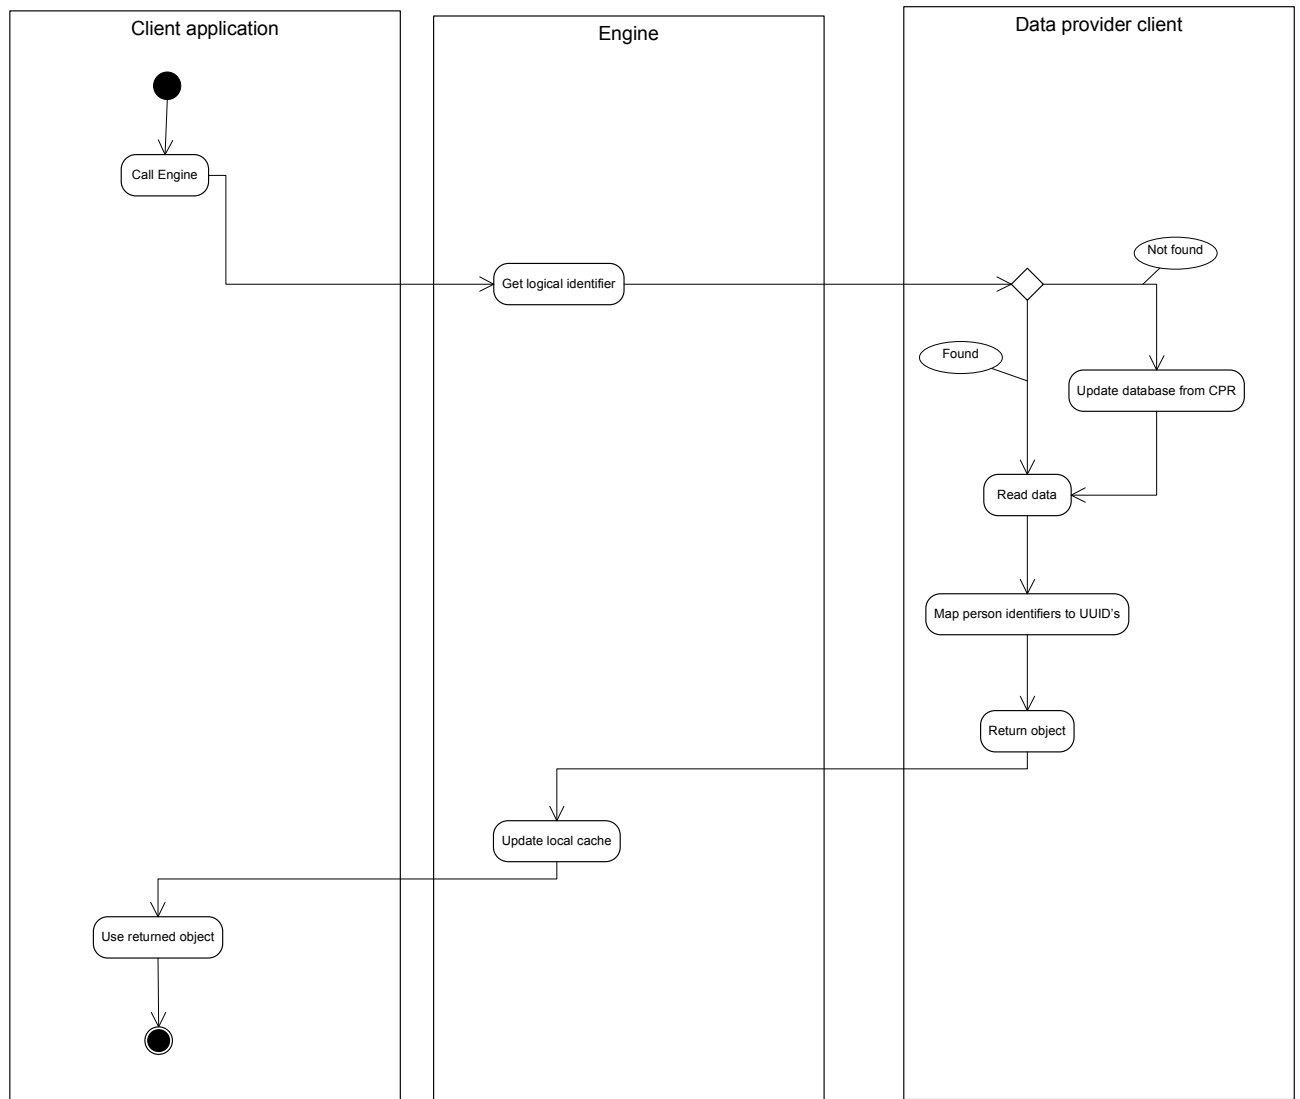 Client application
Engine
Data provider client
Call Engine
Not found
Get logical identifier
Found
Update database from CPR
Read data
Map person identifiers to UUID's
Return object
Update local cache
Use returned object